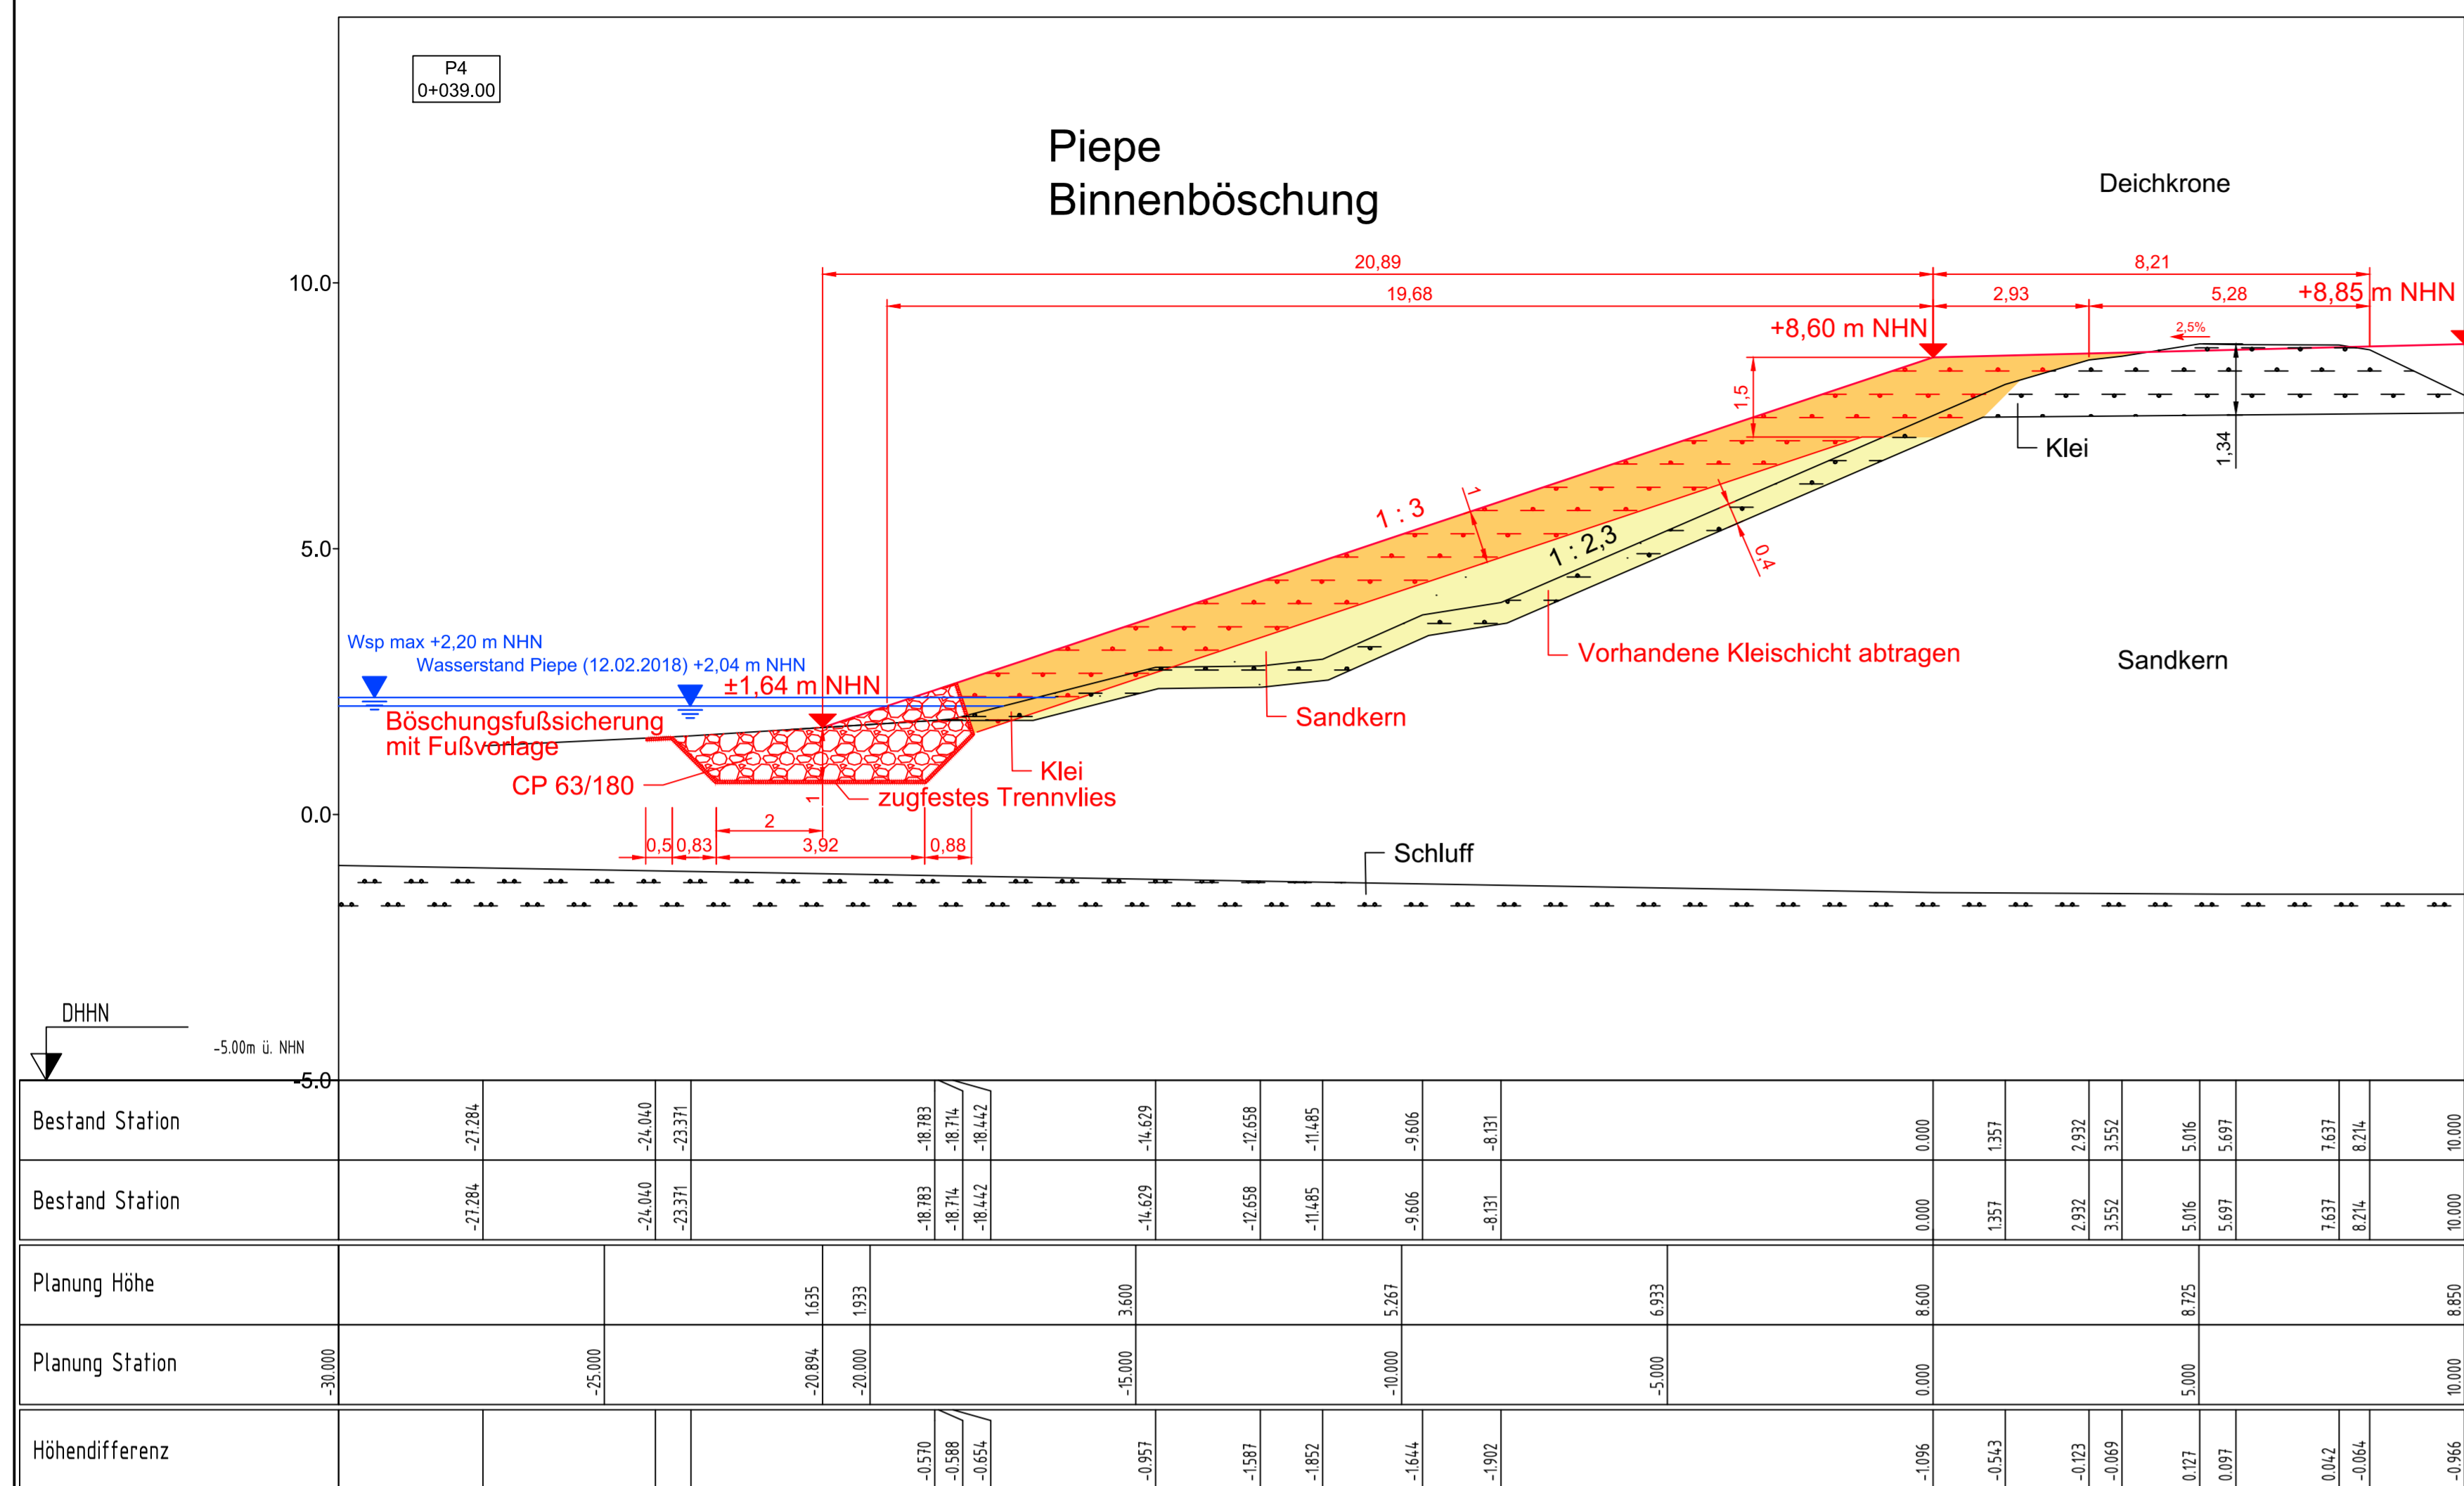 P4
0+039.00
Piepe
Binnenböschung
Deichkrone
20,89
8,21
10.0
19,68
2,93
5,28
+8,85 m NHN
+8,60 m NHN
2,5%
1,5
Klei
1,34
1 : 3
1
5.0
1 : 2,3
0,4
Wsp max +2,20 m NHN
Wasserstand Piepe (12.02.2018) +2,04 m NHN
Vorhandene Kleischicht abtragen
Sandkern
±1,64 m NHN
Böschungsfußsicherung
mit Fußvorlage
Sandkern
Klei
CP 63/180
zugfestes Trennvlies
1
0.0
2
0,5
0,83
3,92
0,88
Schluff
DHHN
-5.00m ü. NHN
-5.0
Bestand Station
-27.284 -24.040 -23.371 -18.783 -18.714 -18.442 -14.629 -12.658 -11.485 -9.606 -8.131 0.000 1.357 2.932 3.552 5.016 5.697 7.637 8.214 10.000
Bestand Station
-27.284 -24.040 -23.371 -18.783 -18.714 -18.442 -14.629 -12.658 -11.485 -9.606 -8.131 0.000 1.357 2.932 3.552 5.016 5.697 7.637 8.214 10.000
Planung Höhe
1.635 1.933 3.600 5.267 6.933 8.600 8.725 8.850
Planung Station
-30.000 -25.000 -20.894 -20.000 -15.000 -10.000 -5.000 0.000 5.000 10.000
Höhendifferenz
-0.570 -0.588 -0.654 -0.957 -1.587 -1.852 -1.644 -1.902 -1.096 -0.543 -0.123 -0.069 0.127 0.097 0.042 -0.064 -0.966